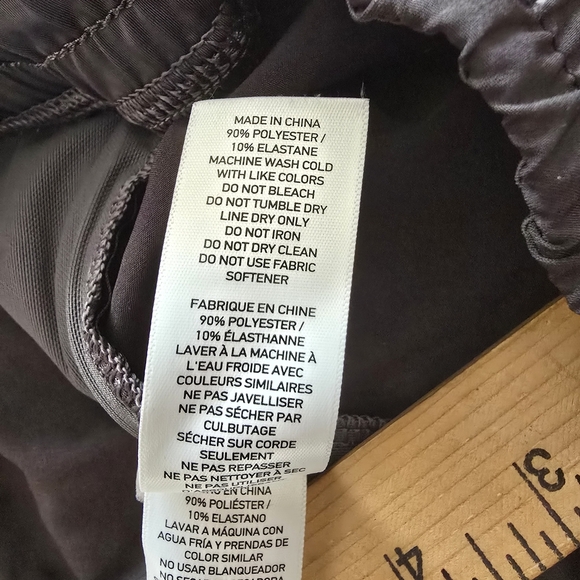 MADE IN CHINA
90% POLYESTER /
10% ELASTANE
MACHINE WASH COLD
WITH LIKE COLORS
DO NOT BLEACH
DO NOT TUMBLE DRY
LINE DRY ONLY
DO NOT IRON
DO NOT DRY CLEAN
DO NOT USE FABRIC
SOFTENER
FABRIQUE EN CHINE
90% POLYESTER /
10% ÉLASTHANNE
LAVER À LA MACHINE À
L'EAU FROIDE AVEC
COULEURS SIMILAIRES
NE PAS JAVELLISER
NE PAS SÉCHER PAR
CULBUTAGE
SÉCHER SUR CORDE
SEULEMENT
NE PAS REPASSER
NE PAS NETTOYER À SEC
NE PAS UTILISER
EN CHINA
90% POLIÉSTER /
10% ELASTANO
LAVAR A MÁQUINA CON
AGUA FRÍA Y PRENDAS DE
COLOR SIMILAR
NO USAR BLANQUEADOR
3
4